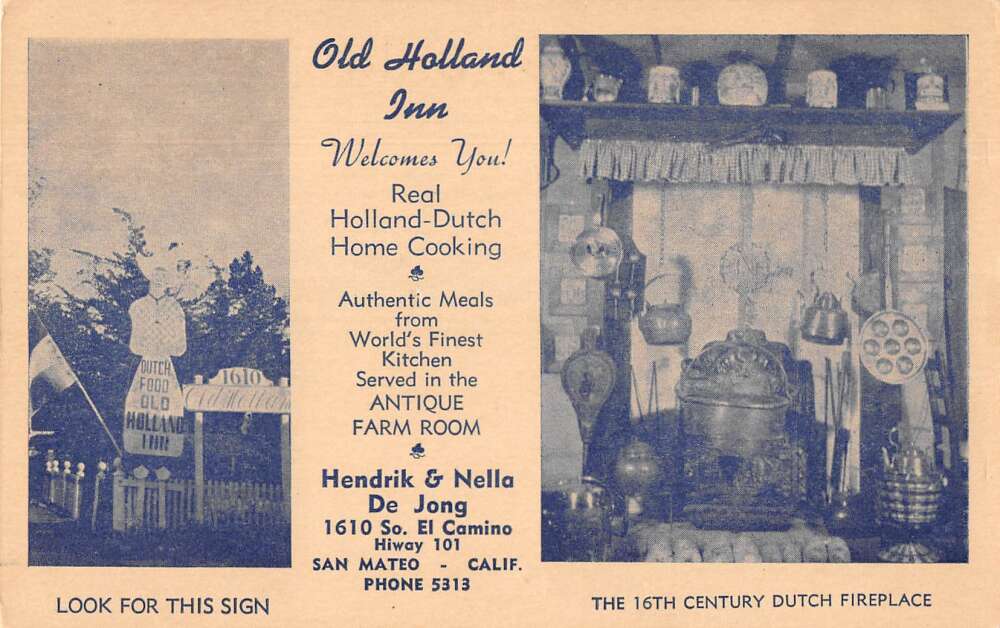 Old Holland
Inn
Welcomes You!
Real
Holland-Dutch
Home Cooking
Authentic Meals
from
World's Finest
Kitchen
Served in the
ANTIQUE
FARM ROOM
Hendrik & Nella
De Jong
1610 So. El Camino
Hiway 101
SAN MATEO - CALIF.
PHONE 5313
DUTCH
FOOD
OLD
HOLLAND
INN
1610
Old Holland
LOOK FOR THIS SIGN
THE 16TH CENTURY DUTCH FIREPLACE